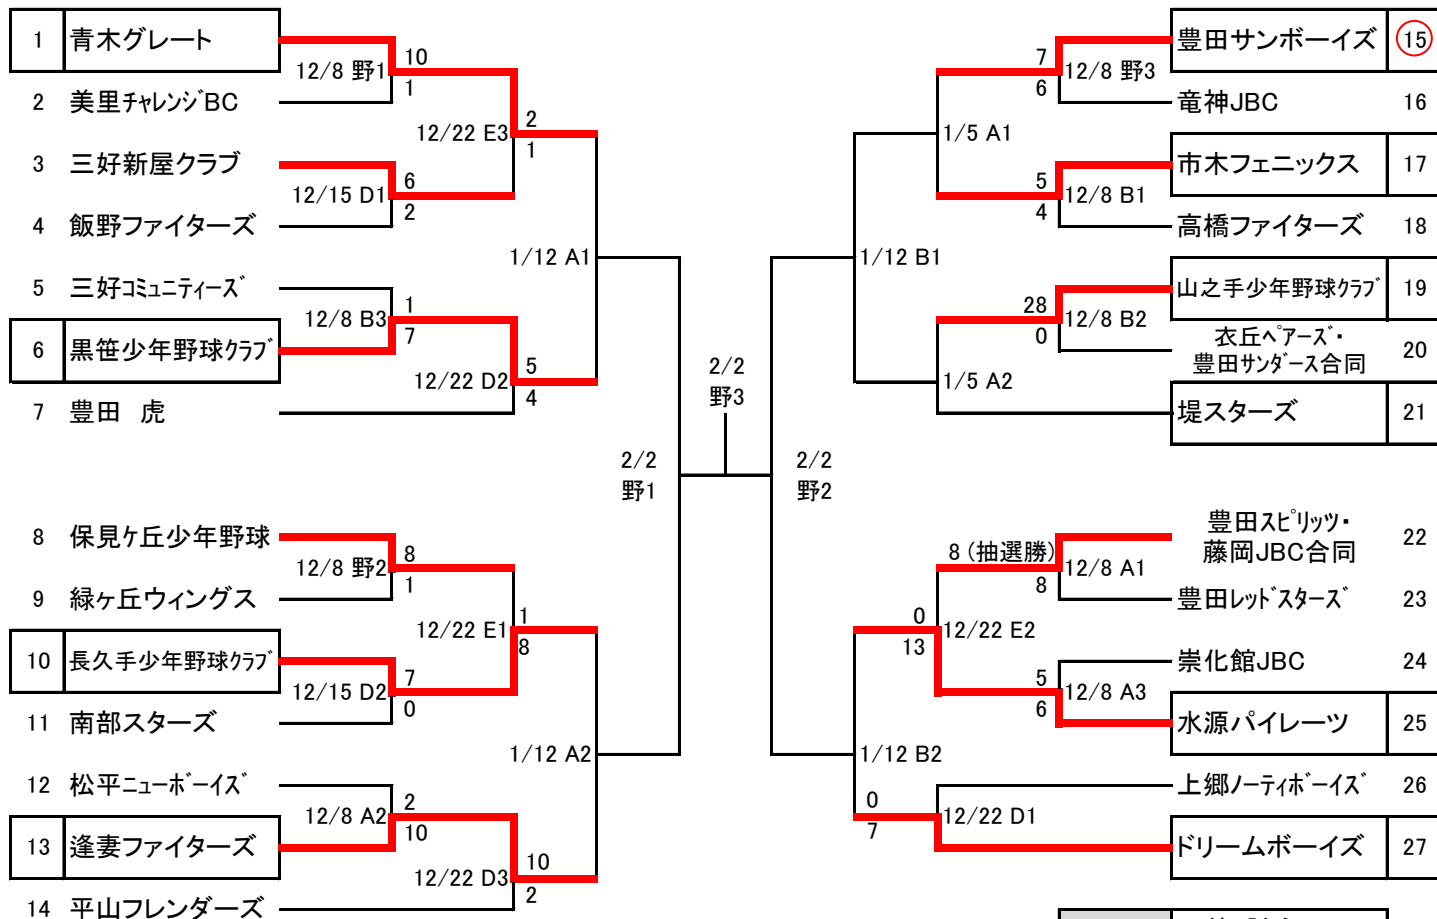 1 青木グレート
12/8 野1
10
1
2 美里チャレンジBC
12/22 E3
2
1
3 三好新屋クラブ
12/15 D1
6
2
4 飯野ファイターズ
1/12 A1
5 三好コミュニティーズ
12/8 B3
1
7
6 黒笹少年野球クラブ
12/22 D2
5
4
7 豊田 虎
2/2
野1
2/2
野3
8 保見ケ丘少年野球
12/8 野2
8
1
9 緑ヶ丘ウィングス
12/22 E1
1
8
10 長久手少年野球クラブ
12/15 D2
7
0
11 南部スターズ
1/12 A2
12 松平ニューボーイズ
12/8 A2
2
10
13 逢妻ファイターズ
12/22 D3
10
2
14 平山フレンダーズ
豊田サンボーイズ 15
7
6
12/8 野3
竜神JBC 16
1/5 A1
市木フェニックス 17
5
4
12/8 B1
高橋ファイターズ 18
1/12 B1
山之手少年野球クラブ 19
28
0
12/8 B2
衣丘ベアーズ・
豊田サンダース合同 20
1/5 A2
堤スターズ 21
2/2
野2
豊田スピリッツ・
藤岡JBC合同 22
8 (抽選勝)
8
12/8 A1
豊田レッドスターズ 23
0
13
12/22 E2
崇化館JBC 24
5
6
12/8 A3
水源パイレーツ 25
1/12 B2
上郷ノーティボーイズ 26
0
7
12/22 D1
ドリームボーイズ 27